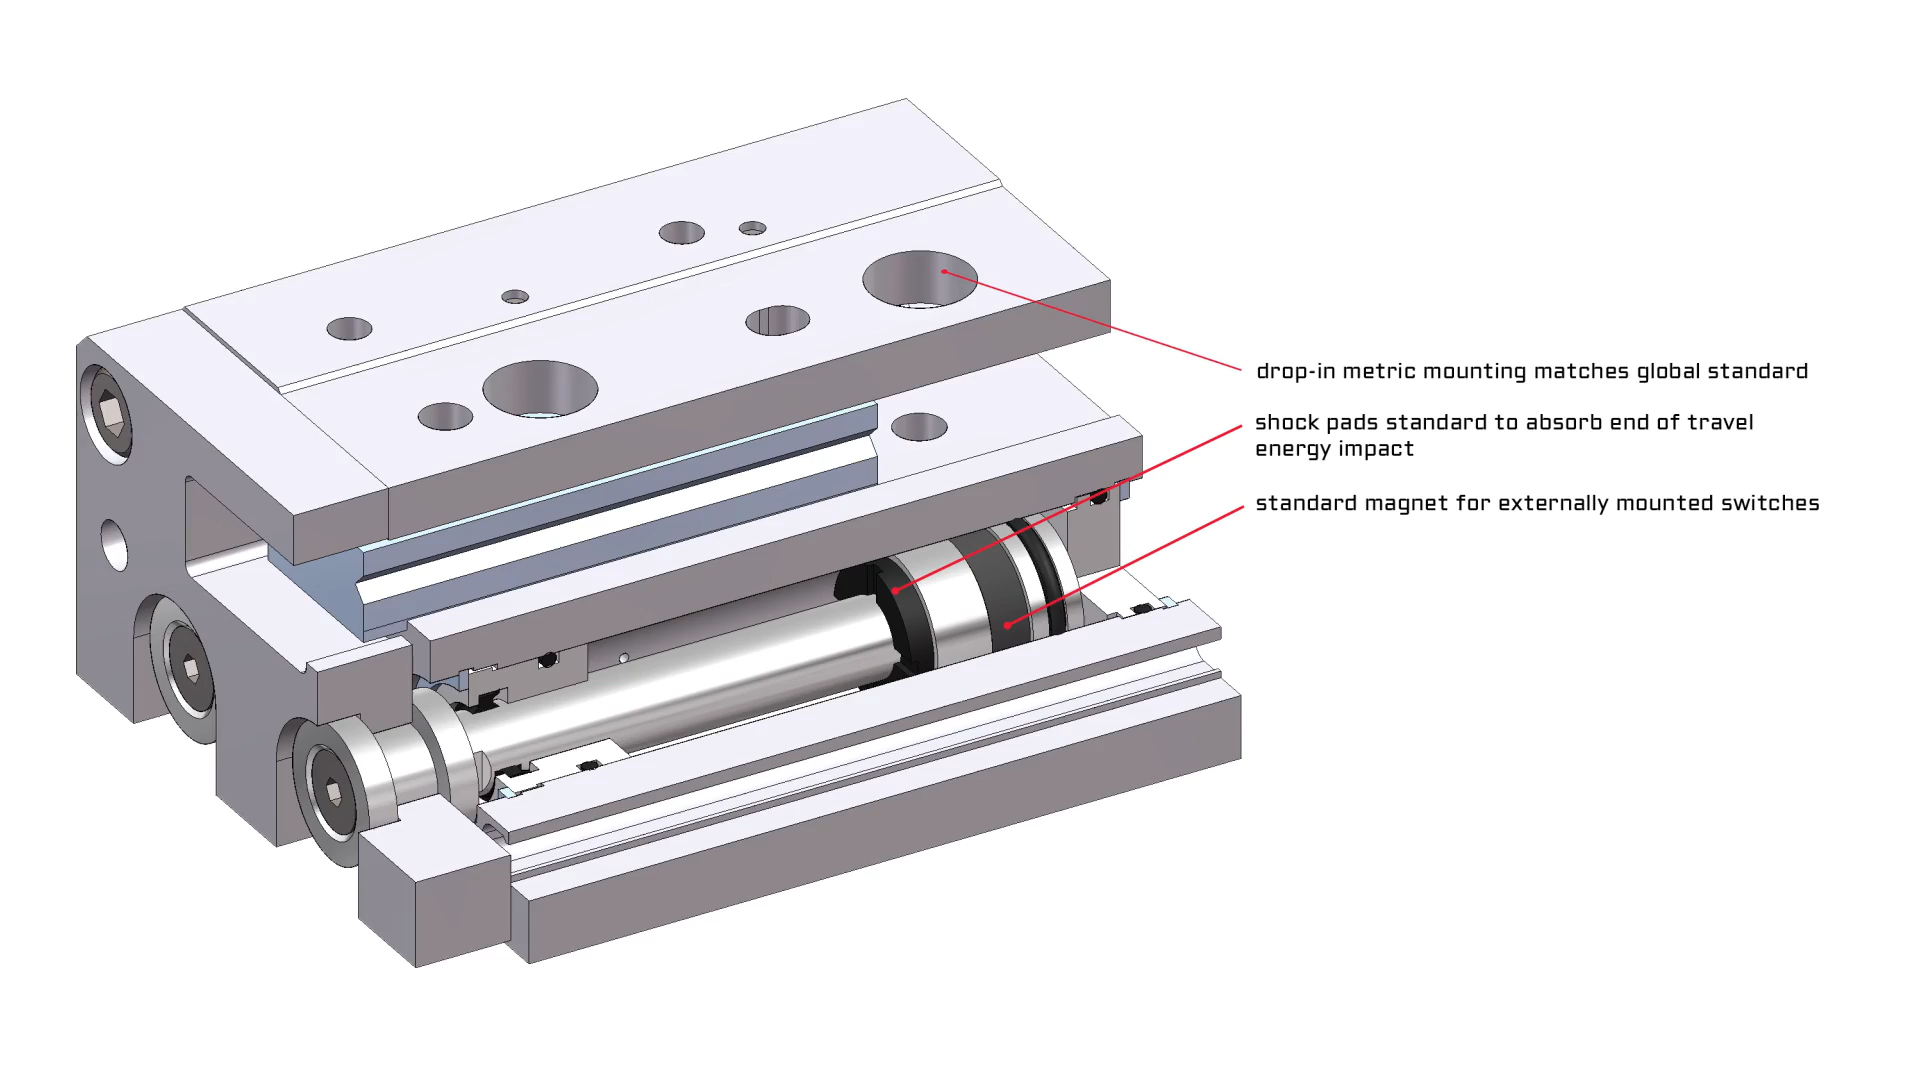 drop-in metric mounting matches global standard
shock pads standard to absorb end of travel
energy impact
standard magnet for externally mounted switches